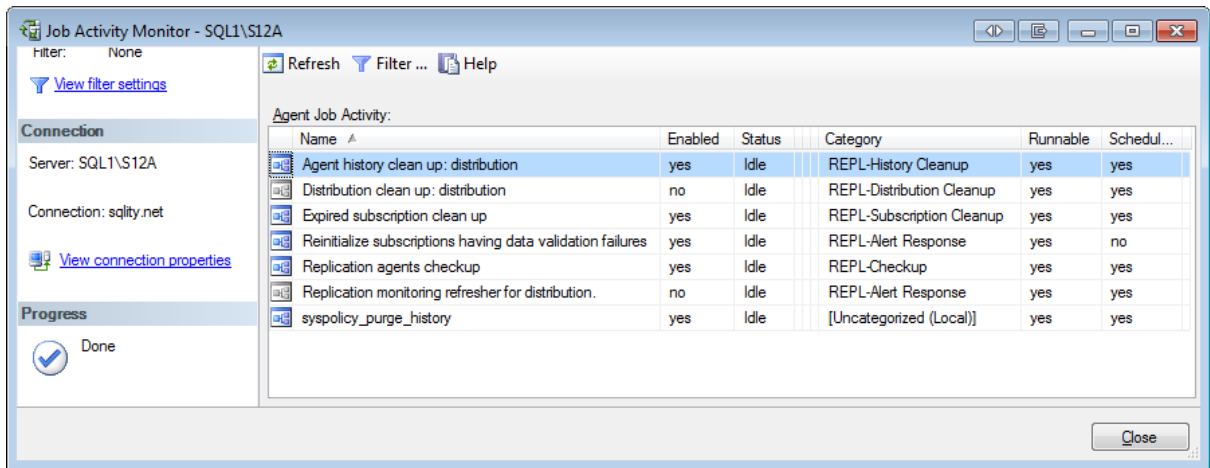 Job Activity Monitor - SQL1\S12A
Filter: None
View filter settings
Connection
Server: SQL1\S12A
Connection: sqlity.net
View connection properties
Progress
Done
Refresh Filter ... Help
Agent Job Activity:
Name Enabled Status Category Runnable Schedul...
Agent history clean up: distribution yes Idle REPL-History Cleanup yes yes
Distribution clean up: distribution no Idle REPL-Distribution Cleanup yes yes
Expired subscription clean up yes Idle REPL-Subscription Cleanup yes yes
Reinitialize subscriptions having data validation failures yes Idle REPL-Alert Response yes no
Replication agents checkup yes Idle REPL-Checkup yes yes
Replication monitoring refresher for distribution. no Idle REPL-Alert Response yes yes
syspolicy_purge_history yes Idle [Uncategorized (Local)] yes yes
Close